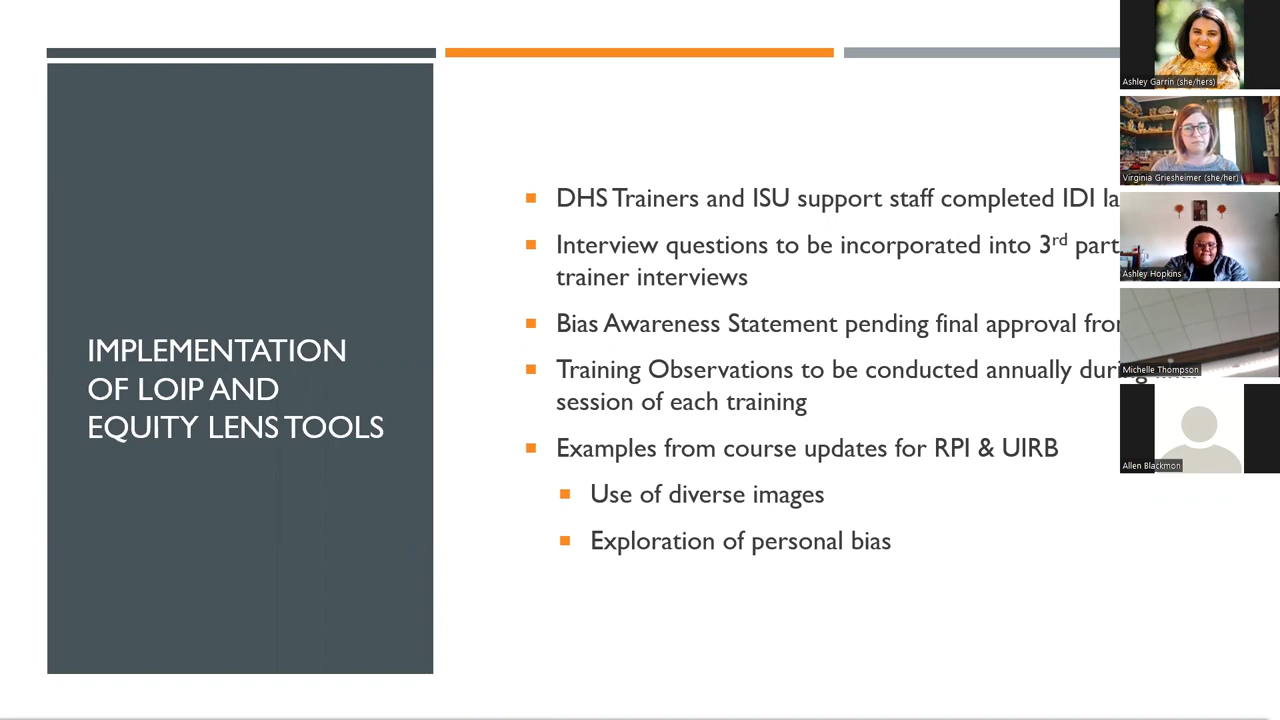 IMPLEMENTATION
OF LOIP AND
EQUITY LENS TOOLS
DHS Trainers and ISU support staff completed IDI la
Interview questions to be incorporated into 3rd part
trainer interviews
Bias Awareness Statement pending final approval fro
Training Observations to be conducted annually during final
session of each training
Examples from course updates for RPI & UIRB
Use of diverse images
Exploration of personal bias
Ashley Garrin (she/hers)
Virginia Griesheimer (she/her)
Ashley Hopkins
Michelle Thompson
Allen Blackmon